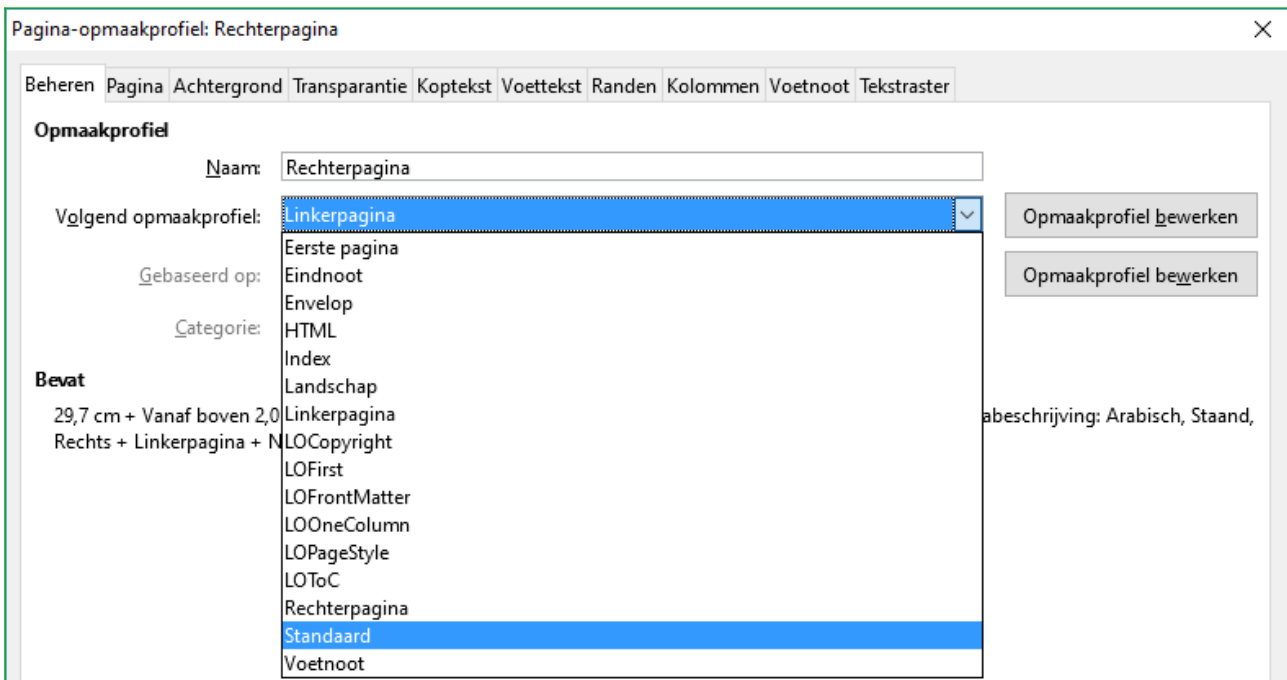 Pagina-opmaakprofiel: Rechterpagina
Beheren Pagina Achtergrond Transparantie Koptekst Voettekst Randen Kolommen Voetnoot Tekstraster
Opmaakprofiel
Naam: Rechterpagina
Volgend opmaakprofiel: Linkerpagina Opmaakprofiel bewerken
Eerste pagina
Gebaseerd op: Eindnoot Opmaakprofiel bewerken
Envelop
Categorie: HTML
Index
Bevat Landschap
29,7 cm + Vanaf boven 2,0 Linkerpagina abeschrijving: Arabisch, Staand,
Rechts + Linkerpagina + N LOCopyright
LOFirst
LOFrontMatter
LOOneColumn
LOPageStyle
LOToC
Rechterpagina
Standaard
Voetnoot